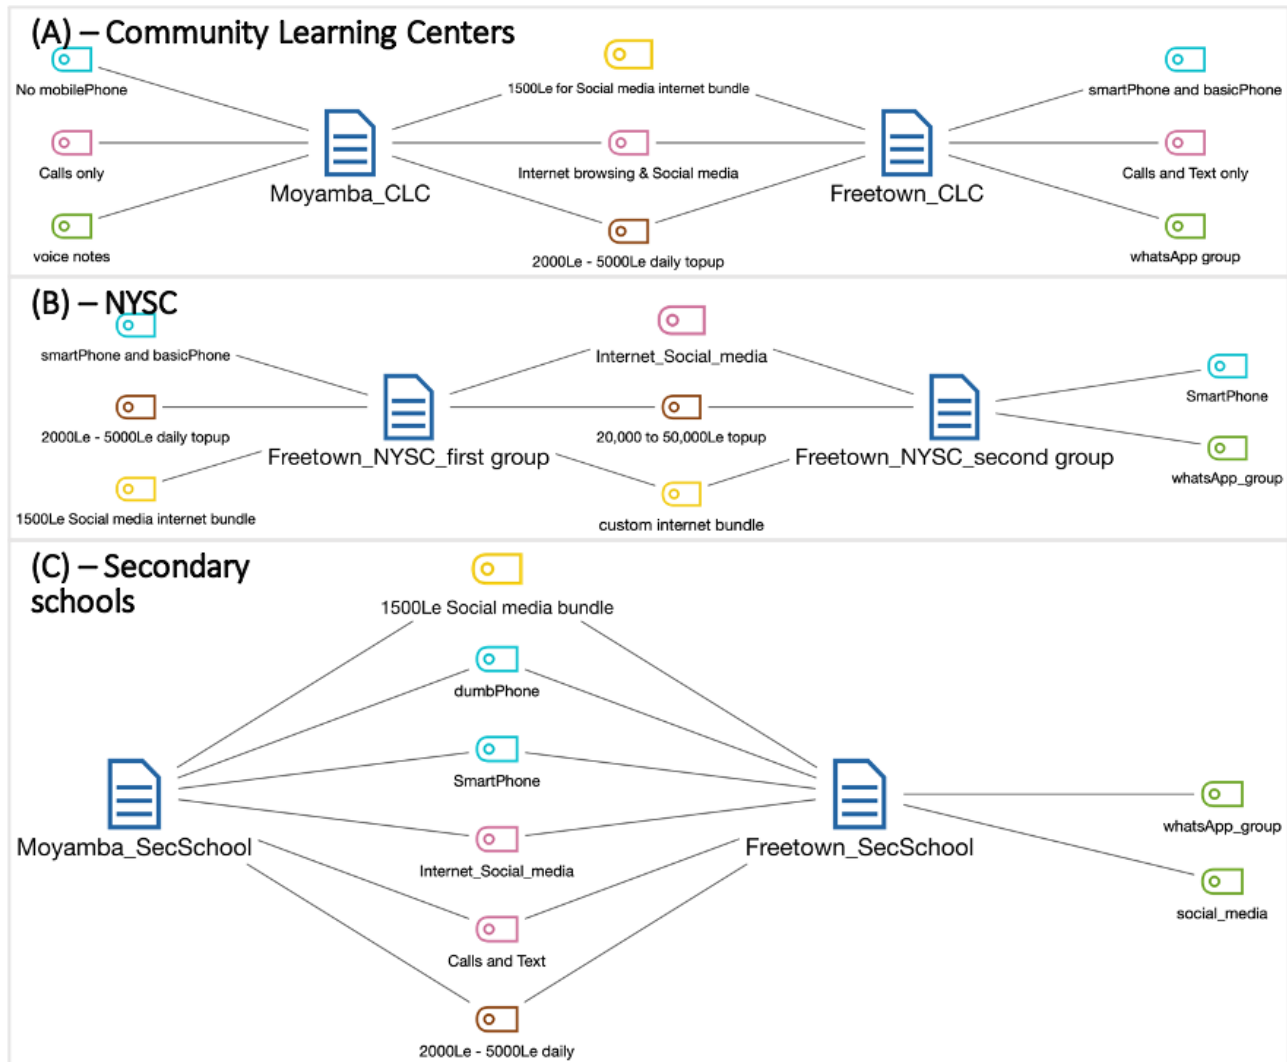 (A) – Community Learning Centers
No mobilePhone
1500Le for Social media internet bundle
smartPhone and basicPhone
Calls only
Internet browsing & Social media
Calls and Text only
Moyamba_CLC
Freetown_CLC
voice notes
2000Le - 5000Le daily topup
whatsApp group
(B) – NYSC
smartPhone and basicPhone
Internet_Social_media
SmartPhone
2000Le - 5000Le daily topup
20,000 to 50,000Le topup
Freetown_NYSC_first group
Freetown_NYSC_second group
whatsApp_group
1500Le Social media internet bundle
custom internet bundle
(C) – Secondary
schools
1500Le Social media bundle
dumbPhone
SmartPhone
Moyamba_SecSchool
Freetown_SecSchool
whatsApp_group
Internet_Social_media
social_media
Calls and Text
2000Le - 5000Le daily